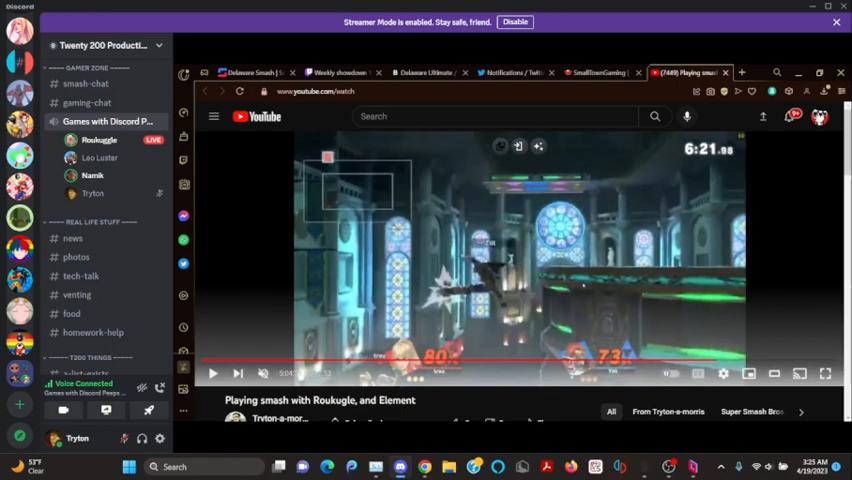 Discord
Streamer Mode is enabled. Stay safe, friend.
Disable
Twenty 200 Producti...
GAMER ZONE
# smash-chat
# gaming-chat
Games with Discord P...
Roukuggle
LIVE
Leo Luster
Namik
Tryton
REAL LIFE STUFF
# news
# photos
# tech-talk
# venting
# food
# homework-help
T200 THINGS
Voice Connected
Games with Discord Peeps
Tryton
Delaware Smash | S
Weekly showdown
Delaware Ultimate /
Notifications / Twit
SmallTownGaming |
(7449) Playing smas
www.youtube.com/watch
YouTube
Search
9+
6:21.98
80%
73%
Playing smash with Roukugle, and Element
Tryton-a-mor...
All
From Tryton-a-morris
Super Smash Bros.
53°F
Clear
Search
3:25 AM
4/19/2023